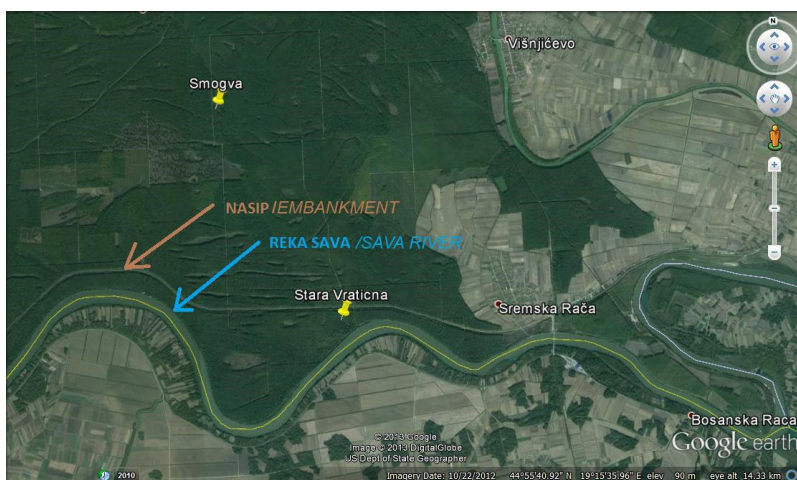 N
Višnjićevo
Smogva
NASIP /EMBANKMENT
REKA SAVA /SAVA RIVER
Stara Vraticna
Sremska Rača
Bosanska Raca
© 2013 Google
Image © 2013 DigitalGlobe
US Dept of State Geographer
Google earth
2010
Imagery Date: 10/22/2012 44°55'40.92" N 19°15'35.96" E elev 90 m eye alt 14.33 km